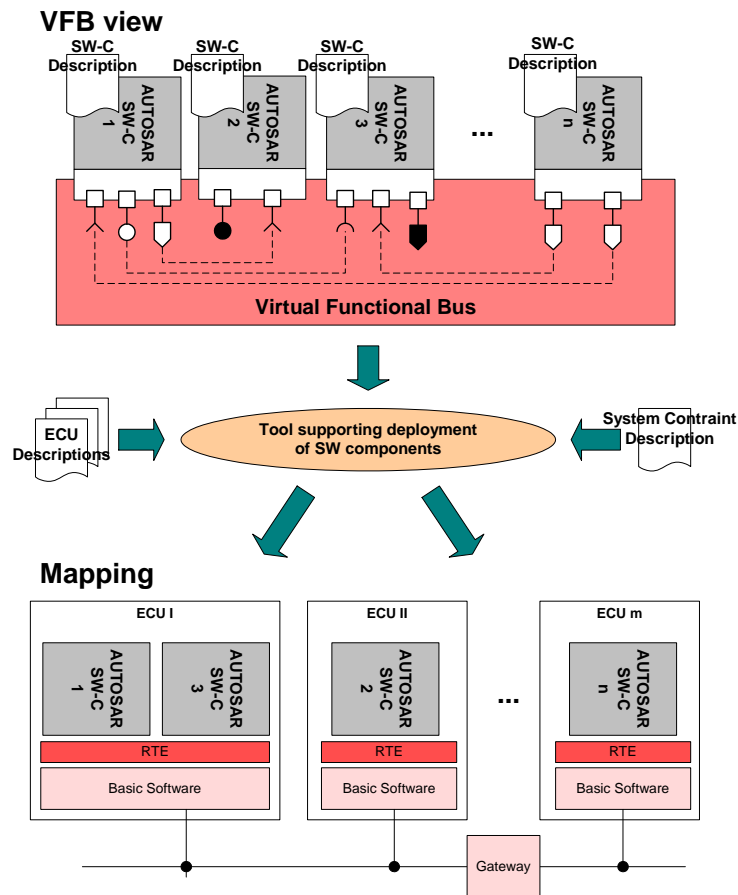 VFB view
SW-C
Description
AUTOSAR
SW-C
1
SW-C
Description
AUTOSAR
SW-C
2
SW-C
Description
AUTOSAR
SW-C
3
...
SW-C
Description
AUTOSAR
SW-C
n
Virtual Functional Bus
ECU
Descriptions
Tool supporting deployment
of SW components
System Contraint
Description
Mapping
ECU I
AUTOSAR
SW-C
1
AUTOSAR
SW-C
3
RTE
Basic Software
ECU II
AUTOSAR
SW-C
2
RTE
Basic Software
...
ECU m
AUTOSAR
SW-C
n
RTE
Basic Software
Gateway